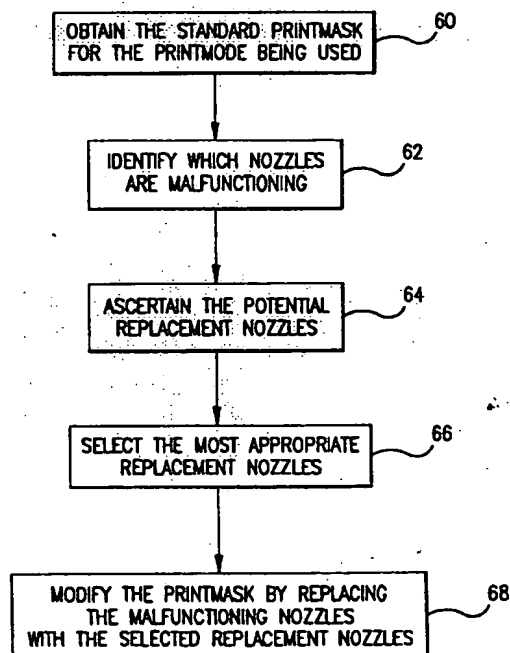 OBTAIN THE STANDARD PRINTMASK
FOR THE PRINTMODE BEING USED
60
IDENTIFY WHICH NOZZLES
ARE MALFUNCTIONING
62
ASCERTAIN THE POTENTIAL
REPLACEMENT NOZZLES
64
SELECT THE MOST APPROPRIATE
REPLACEMENT NOZZLES
66
MODIFY THE PRINTMASK BY REPLACING
THE MALFUNCTIONING NOZZLES
WITH THE SELECTED REPLACEMENT NOZZLES
68